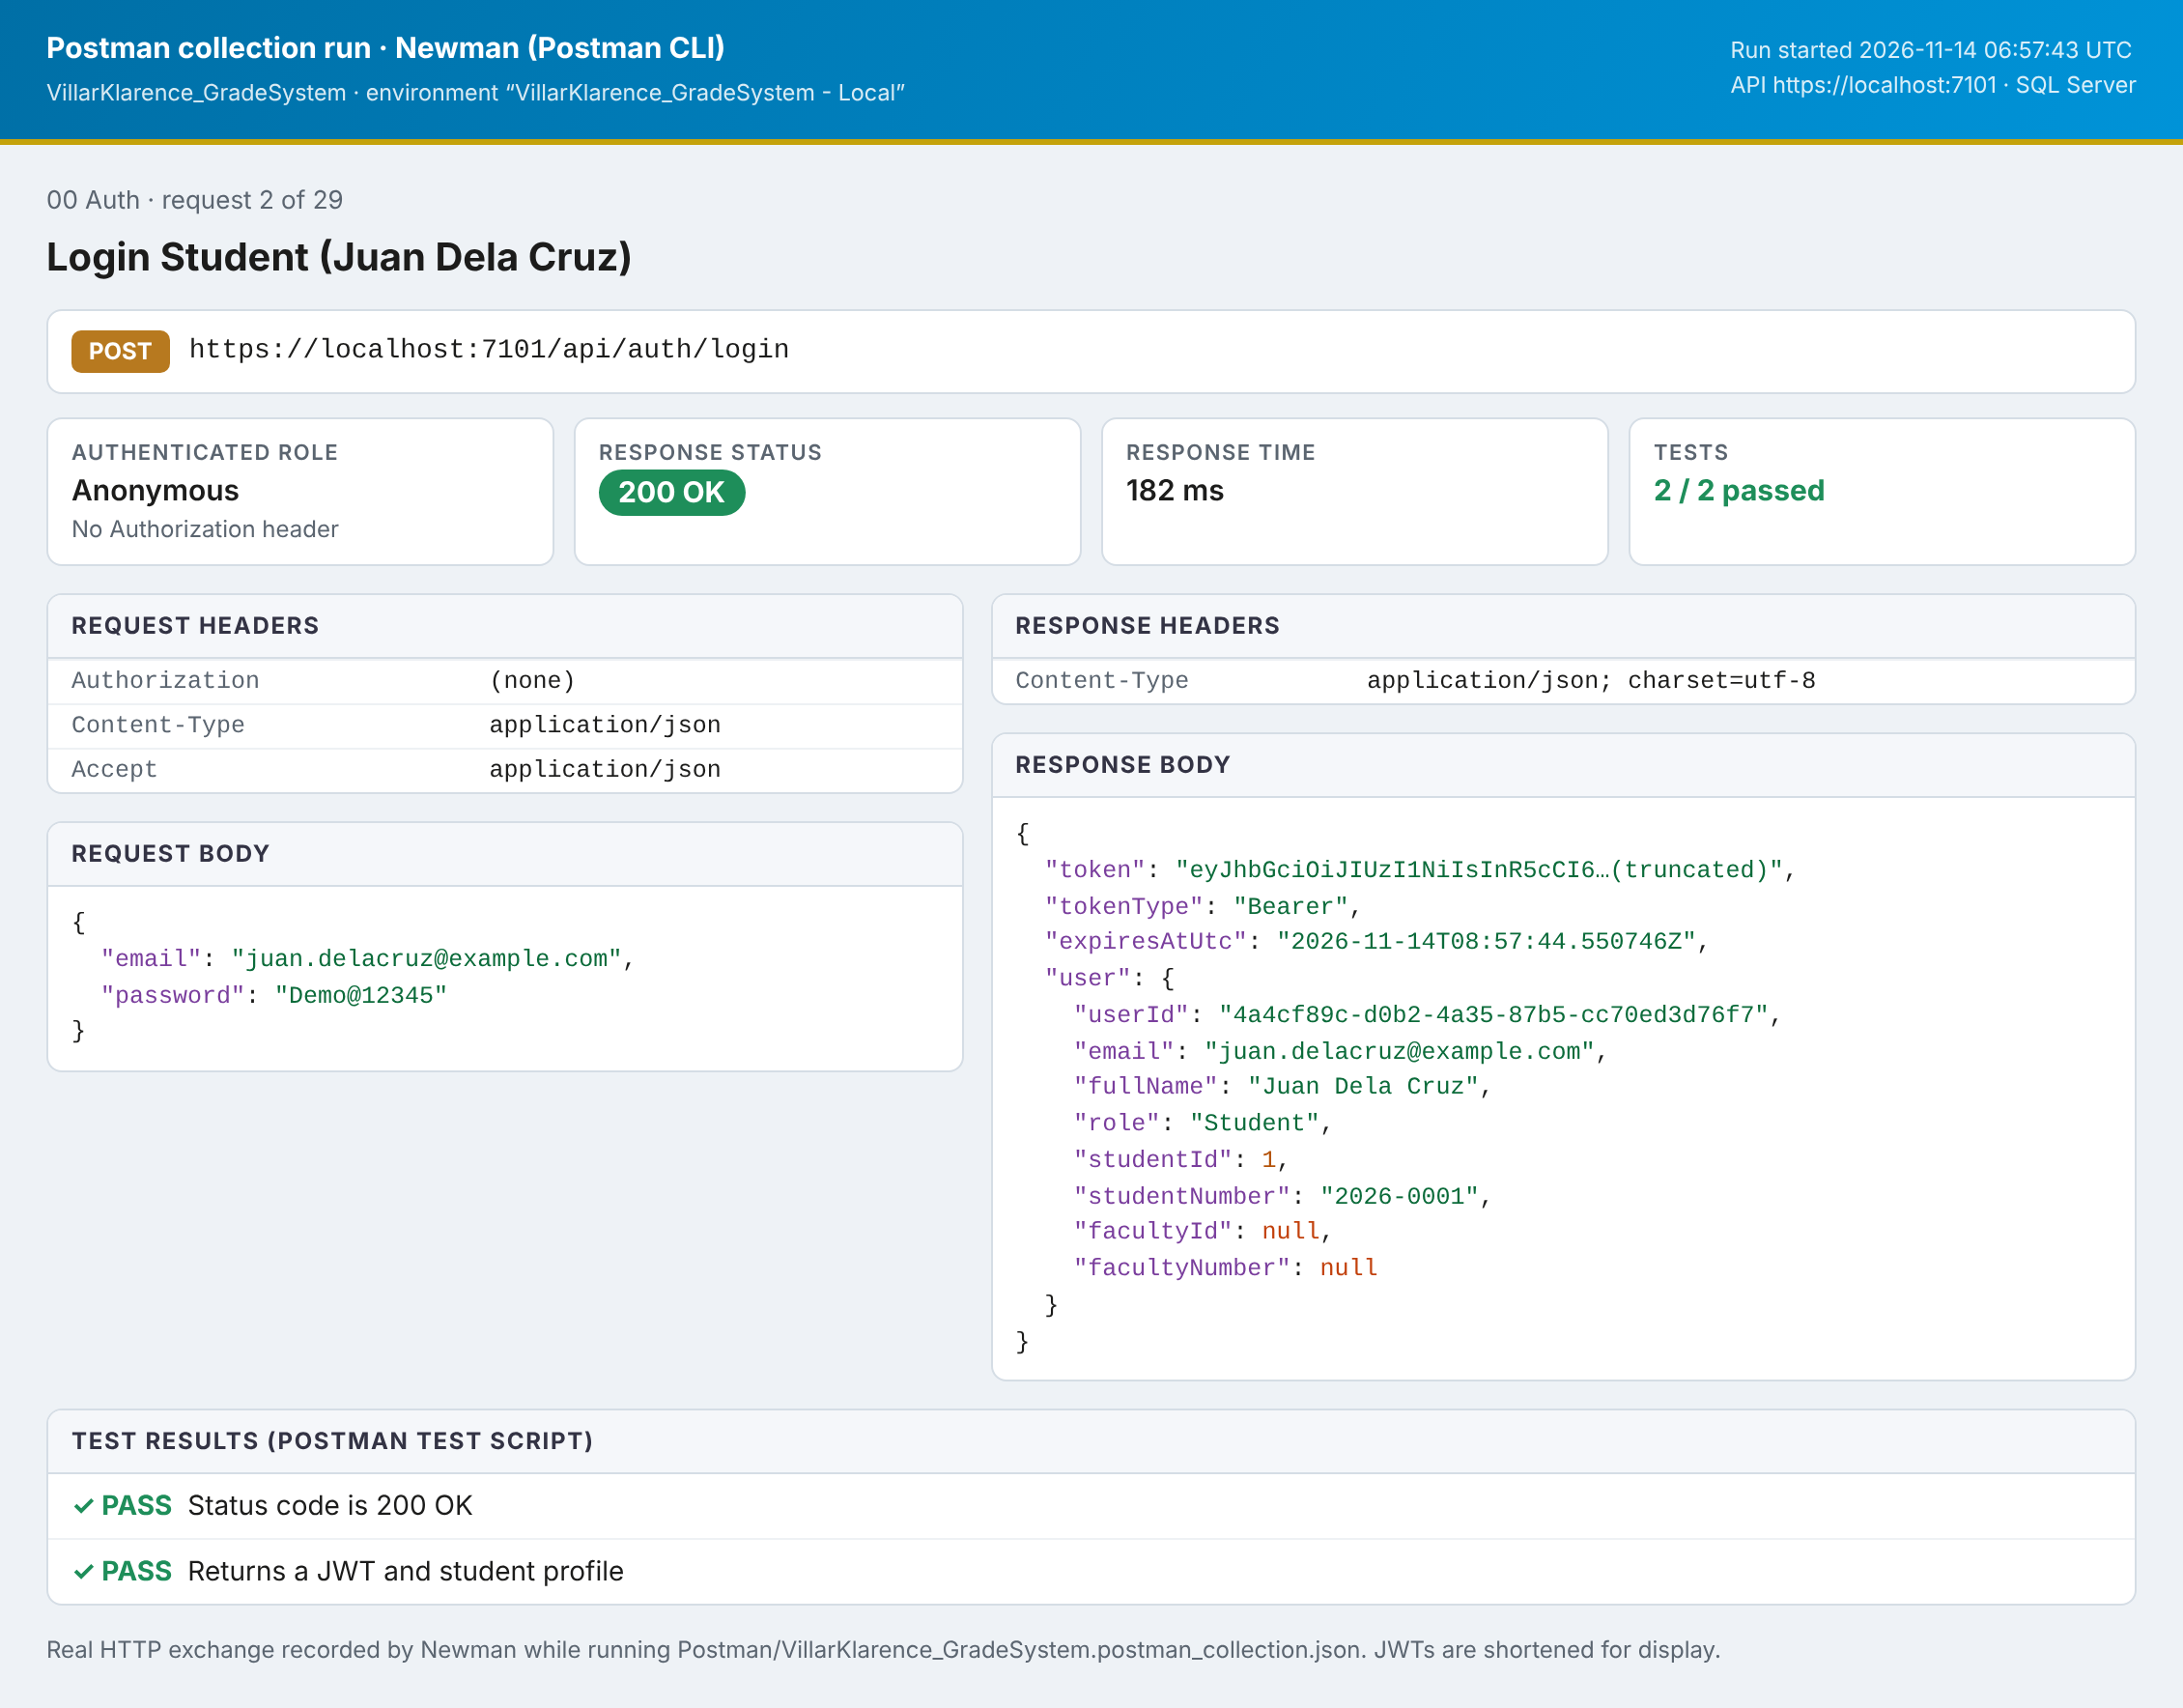 Postman collection run · Newman (Postman CLI)
VillarKlarence_GradeSystem · environment “VillarKlarence_GradeSystem - Local”
Run started 2026-11-14 06:57:43 UTC
API https://localhost:7101 · SQL Server
00 Auth · request 2 of 29
Login Student (Juan Dela Cruz)
POST https://localhost:7101/api/auth/login
AUTHENTICATED ROLE
Anonymous
No Authorization header
RESPONSE STATUS
200 OK
RESPONSE TIME
182 ms
TESTS
2 / 2 passed
REQUEST HEADERS
Authorization (none)
Content-Type application/json
Accept application/json
REQUEST BODY
{
  "email": "juan.delacruz@example.com",
  "password": "Demo@12345"
}
RESPONSE HEADERS
Content-Type application/json; charset=utf-8
RESPONSE BODY
{
  "token": "eyJhbGciOiJIUzI1NiIsInR5cCI6…(truncated)",
  "tokenType": "Bearer",
  "expiresAtUtc": "2026-11-14T08:57:44.550746Z",
  "user": {
    "userId": "4a4cf89c-d0b2-4a35-87b5-cc70ed3d76f7",
    "email": "juan.delacruz@example.com",
    "fullName": "Juan Dela Cruz",
    "role": "Student",
    "studentId": 1,
    "studentNumber": "2026-0001",
    "facultyId": null,
    "facultyNumber": null
  }
}
TEST RESULTS (POSTMAN TEST SCRIPT)
✓ PASS Status code is 200 OK
✓ PASS Returns a JWT and student profile
Real HTTP exchange recorded by Newman while running Postman/VillarKlarence_GradeSystem.postman_collection.json. JWTs are shortened for display.